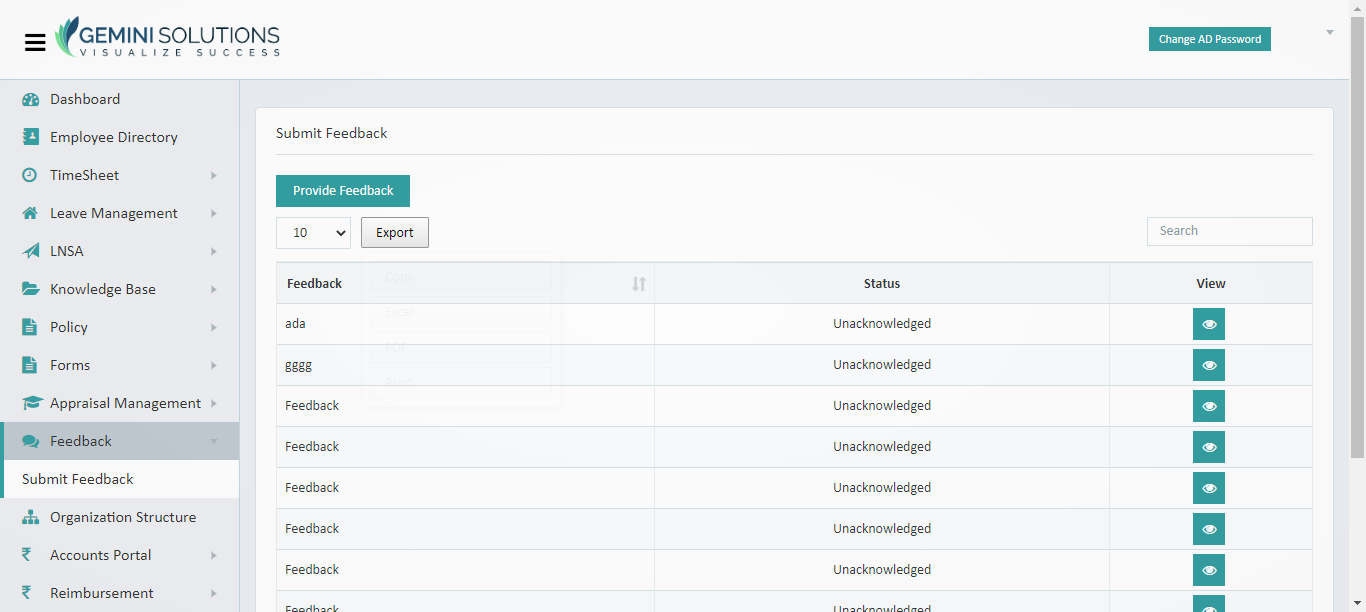 GEMINI SOLUTIONS
VISUALIZE SUCCESS
Change AD Password
Dashboard
Employee Directory
TimeSheet
Leave Management
LNSA
Knowledge Base
Policy
Forms
Appraisal Management
Feedback
Submit Feedback
Organization Structure
Accounts Portal
Reimbursement
Submit Feedback
Provide Feedback
10
Export
Search
Copy
Excel
PDF
Print
Feedback Status View
ada Unacknowledged
gggg Unacknowledged
Feedback Unacknowledged
Feedback Unacknowledged
Feedback Unacknowledged
Feedback Unacknowledged
Feedback Unacknowledged
Feedback Unacknowledged